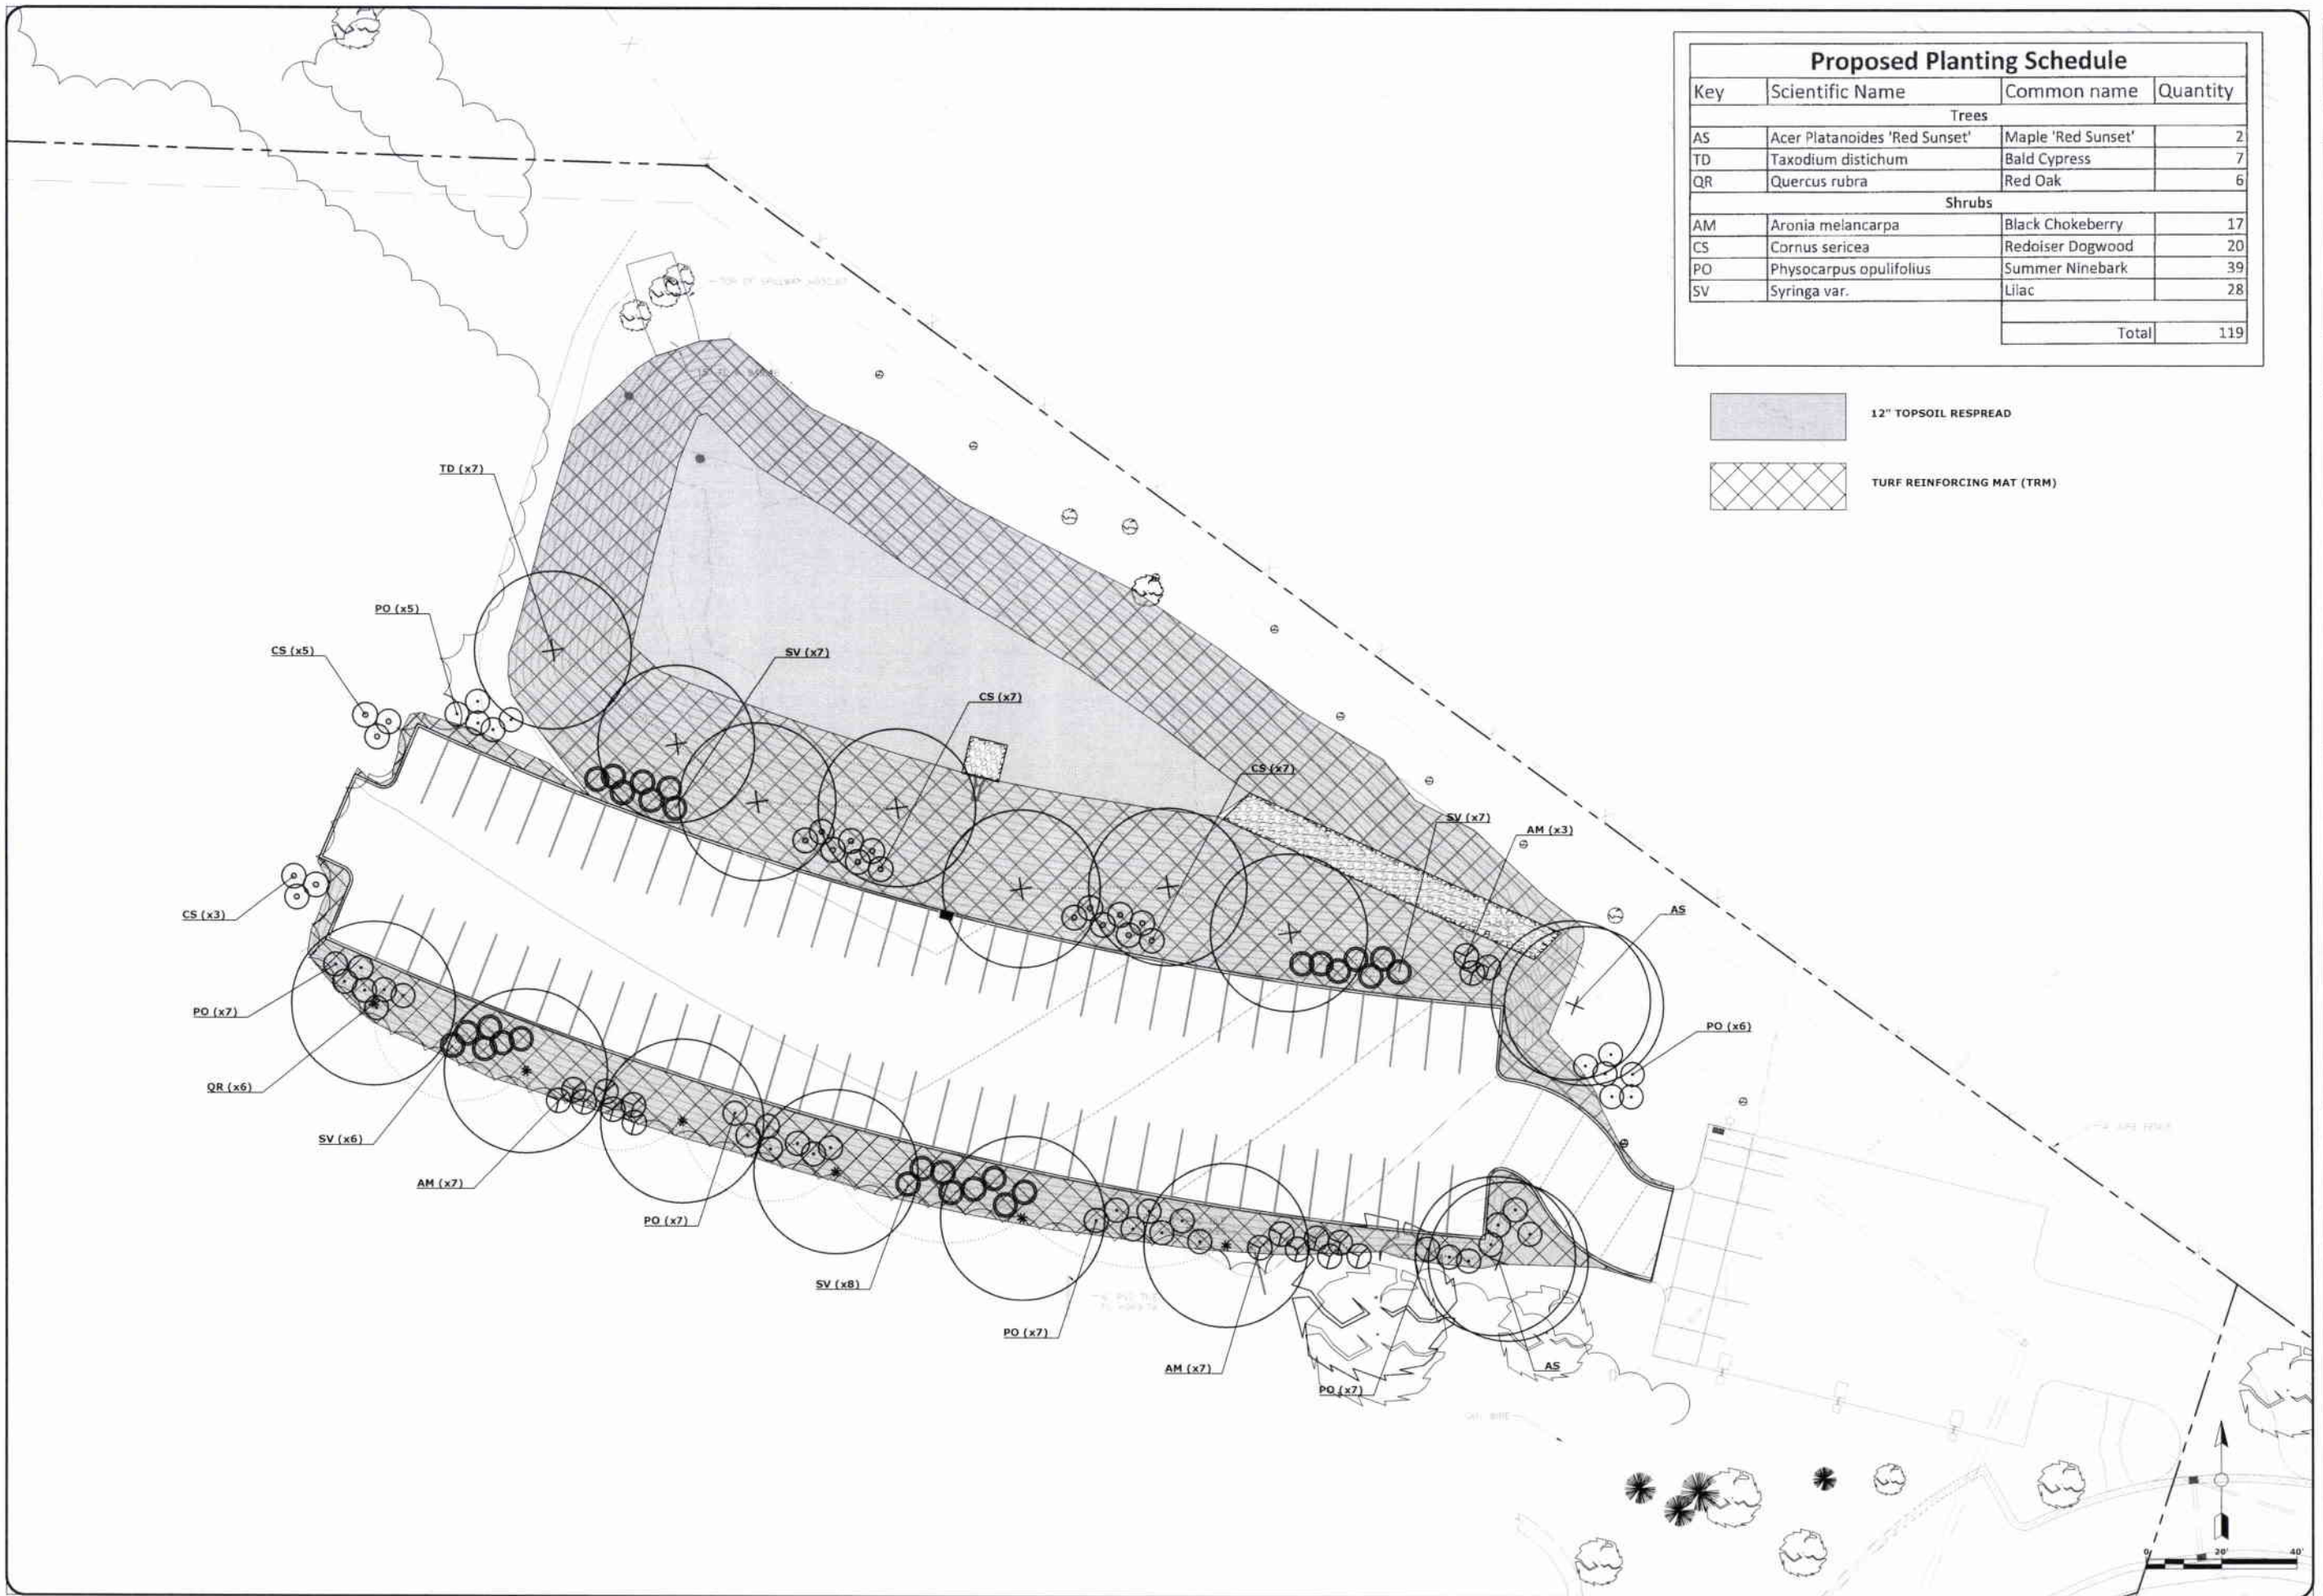 Proposed Planting Schedule
Key Scientific Name Common name Quantity
Trees
AS Acer Platanoides 'Red Sunset' Maple 'Red Sunset' 2
TD Taxodium distichum Bald Cypress 7
QR Quercus rubra Red Oak 6
Shrubs
AM Aronia melancarpa Black Chokeberry 17
CS Cornus sericea Redoiser Dogwood 20
PO Physocarpus opulifolius Summer Ninebark 39
SV Syringa var. Lilac 28
Total 119
12" TOPSOIL RESPREAD
TURF REINFORCING MAT (TRM)
TD (x7)
PO (x5)
CS (x5)
SV (x7)
CS (x7)
CS (x7)
SV (x7)
AM (x3)
AS
CS (x3)
PO (x7)
PO (x6)
QR (x6)
SV (x6)
AM (x7)
PO (x7)
SV (x8)
PO (x7)
AM (x7)
AS
PO (x7)
0 20' 40'